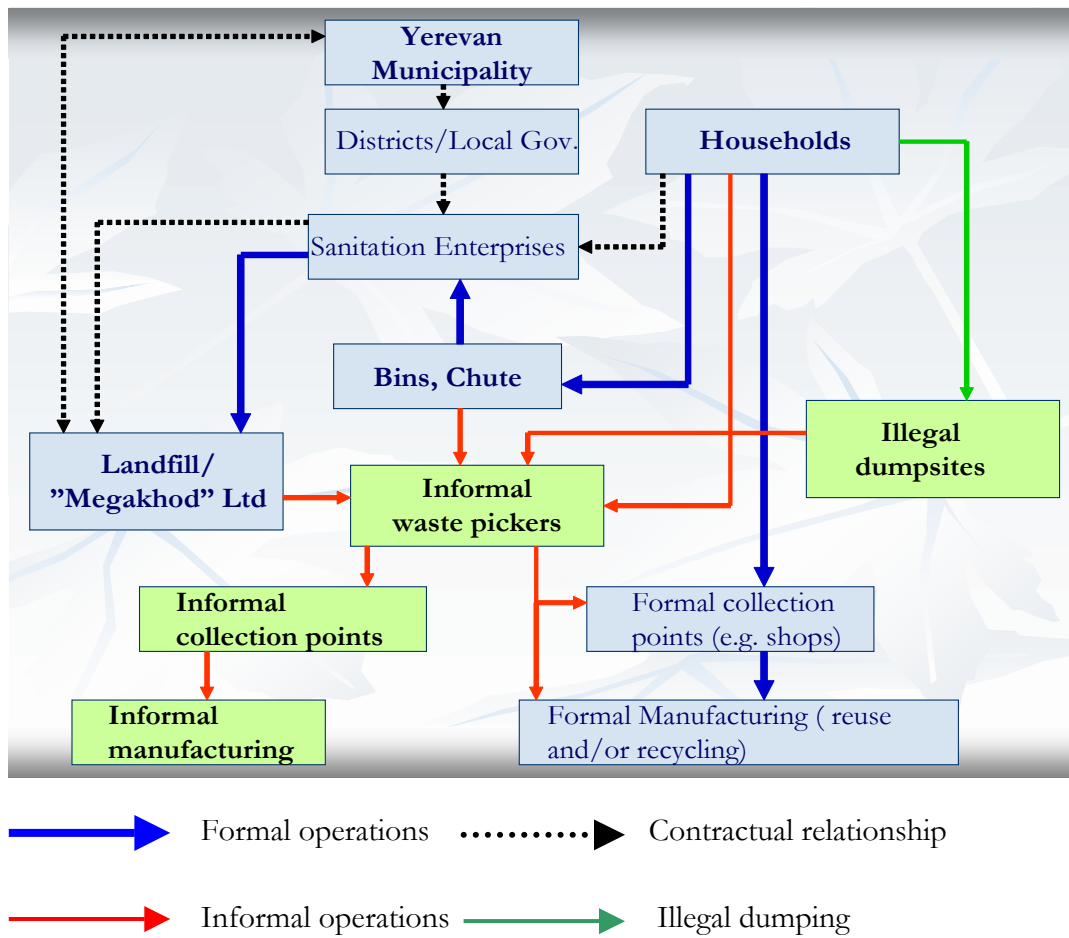 Yerevan
Municipality
Districts/Local Gov.
Households
Sanitation Enterprises
Bins, Chute
Illegal
dumpsites
Landfill/
”Megakhod” Ltd
Informal
waste pickers
Informal
collection points
Formal collection
points (e.g. shops)
Informal
manufacturing
Formal Manufacturing ( reuse
and/or recycling)
Formal operations
Contractual relationship
Informal operations
Illegal dumping